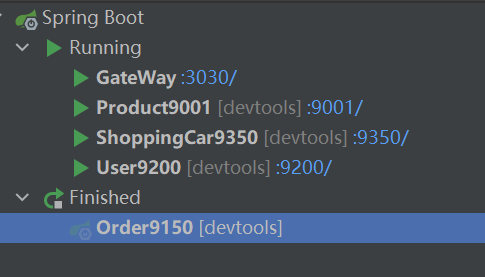 Spring Boot
Running
GateWay :3030/
Product9001 [devtools] :9001/
ShoppingCar9350 [devtools] :9350/
User9200 [devtools] :9200/
Finished
Order9150 [devtools]